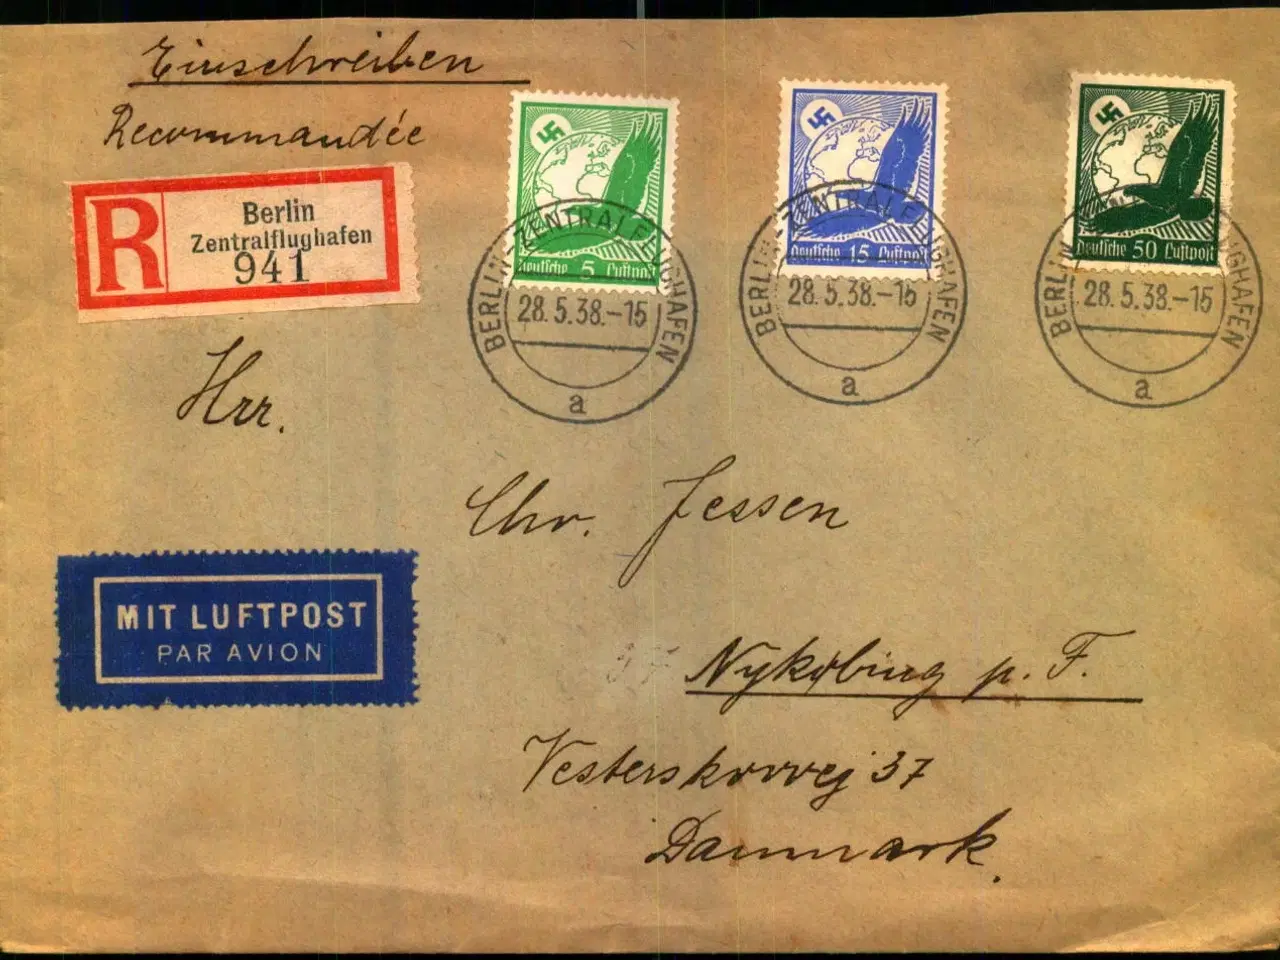 Einschreiben
Recommandée
R
Berlin
Zentralflughafen
941
Deutsche 5 Luftpost
BERLIN ZENTRALFLUGHAFEN
28.5.38.-15
a
Deutsche 15 Luftpost
BERLIN ZENTRALFLUGHAFEN
28.5.38.-15
a
Deutsche 50 Luftpost
BERLIN ZENTRALFLUGHAFEN
28.5.38.-15
a
Hrr.
Chr. Jessen
MIT LUFTPOST
PAR AVION
Nykøbing p. F.
Vesterskovvej 37
Danmark.